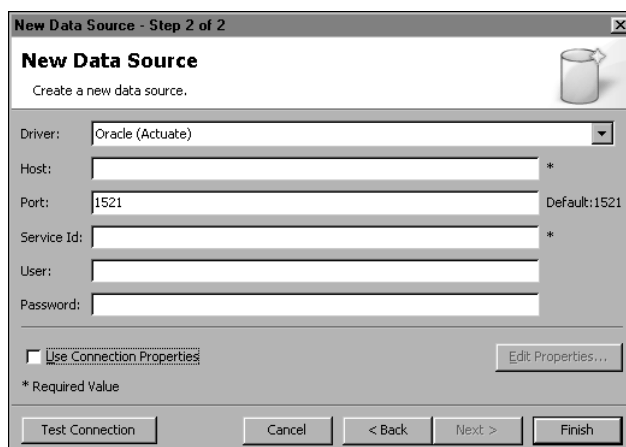 New Data Source - Step 2 of 2
New Data Source
Create a new data source.
Driver: Oracle (Actuate)
Host: *
Port: 1521 Default:1521
Service Id: *
User:
Password:
Use Connection Properties Edit Properties...
* Required Value
Test Connection Cancel < Back Next > Finish